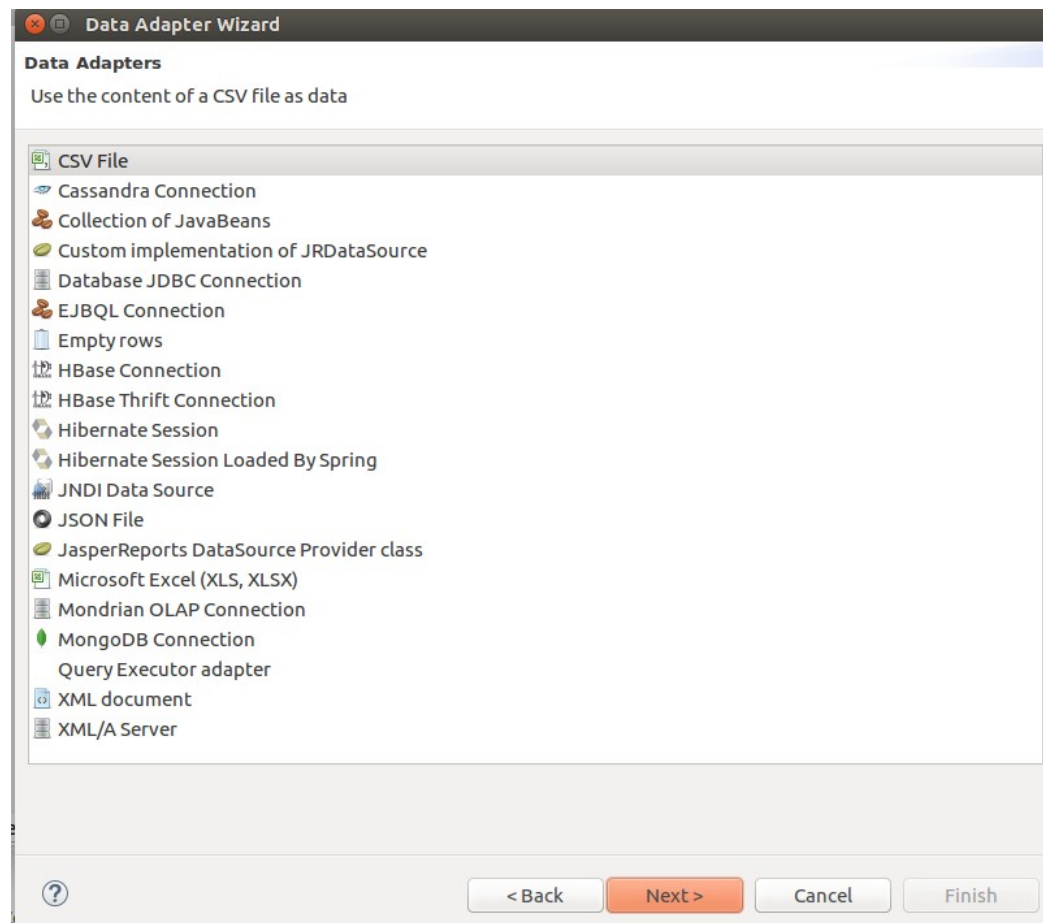 Data Adapter Wizard
Data Adapters
Use the content of a CSV file as data
CSV File
Cassandra Connection
Collection of JavaBeans
Custom implementation of JRDataSource
Database JDBC Connection
EJBQL Connection
Empty rows
HBase Connection
HBase Thrift Connection
Hibernate Session
Hibernate Session Loaded By Spring
JNDI Data Source
JSON File
JasperReports DataSource Provider class
Microsoft Excel (XLS, XLSX)
Mondrian OLAP Connection
MongoDB Connection
Query Executor adapter
XML document
XML/A Server
? < Back Next > Cancel Finish